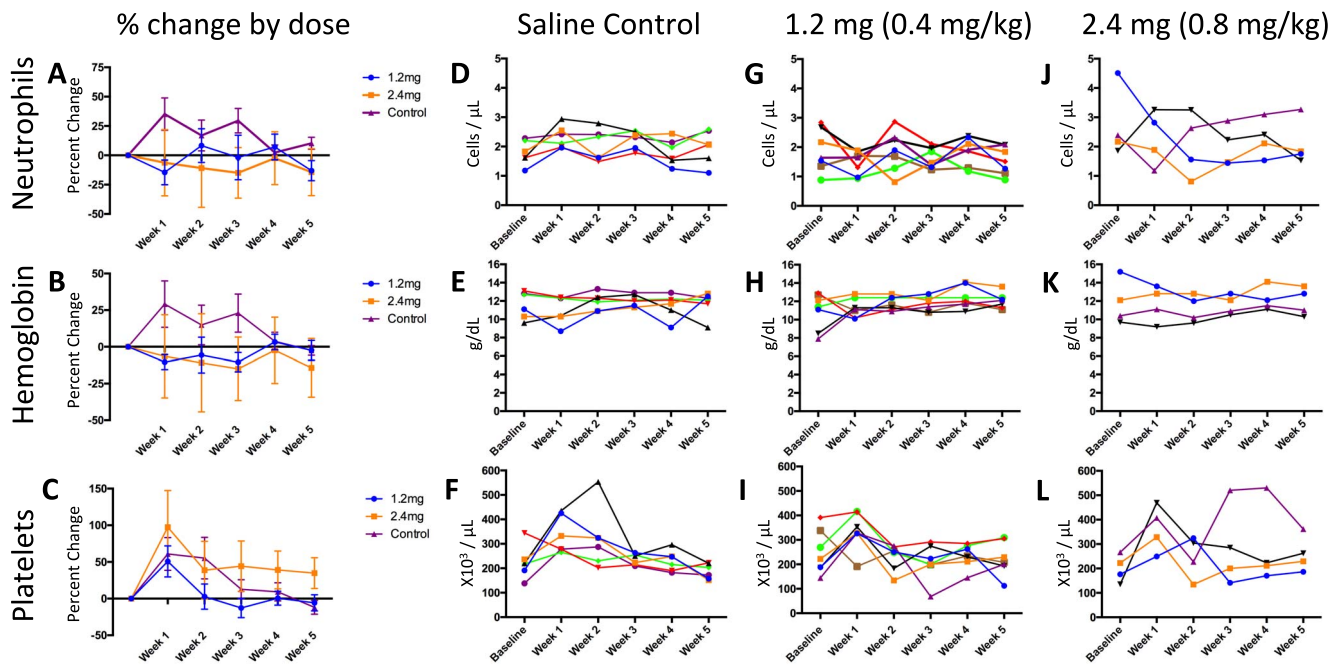 % change by dose
Saline Control
1.2 mg (0.4 mg/kg)
2.4 mg (0.8 mg/kg)
Neutrophils
A
Percent Change
75
50
25
0
-25
-50
Week 1
Week 2
Week 3
Week 4
Week 5
1.2mg
2.4mg
Control
D
Cells / µL
5
4
3
2
1
0
Baseline
Week 1
Week 2
Week 3
Week 4
Week 5
G
Cells / µL
5
4
3
2
1
0
Baseline
Week 1
Week 2
Week 3
Week 4
Week 5
J
Cells / µL
5
4
3
2
1
0
Baseline
Week 1
Week 2
Week 3
Week 4
Week 5
Hemoglobin
B
Percent Change
50
25
0
-25
-50
Week 1
Week 2
Week 3
Week 4
Week 5
1.2mg
2.4mg
Control
E
g/dL
16
14
12
10
8
6
4
2
0
Baseline
Week 1
Week 2
Week 3
Week 4
Week 5
H
g/dL
16
14
12
10
8
6
4
2
0
Baseline
Week 1
Week 2
Week 3
Week 4
Week 5
K
g/dL
16
14
12
10
8
6
4
2
0
Baseline
Week 1
Week 2
Week 3
Week 4
Week 5
Platelets
C
Percent Change
150
100
50
0
-50
Week 1
Week 2
Week 3
Week 4
Week 5
1.2mg
2.4mg
Control
F
X10³ / µL
600
500
400
300
200
100
0
Baseline
Week 1
Week 2
Week 3
Week 4
Week 5
I
X10³ / µL
600
500
400
300
200
100
0
Baseline
Week 1
Week 2
Week 3
Week 4
Week 5
L
X10³ / µL
600
500
400
300
200
100
0
Baseline
Week 1
Week 2
Week 3
Week 4
Week 5